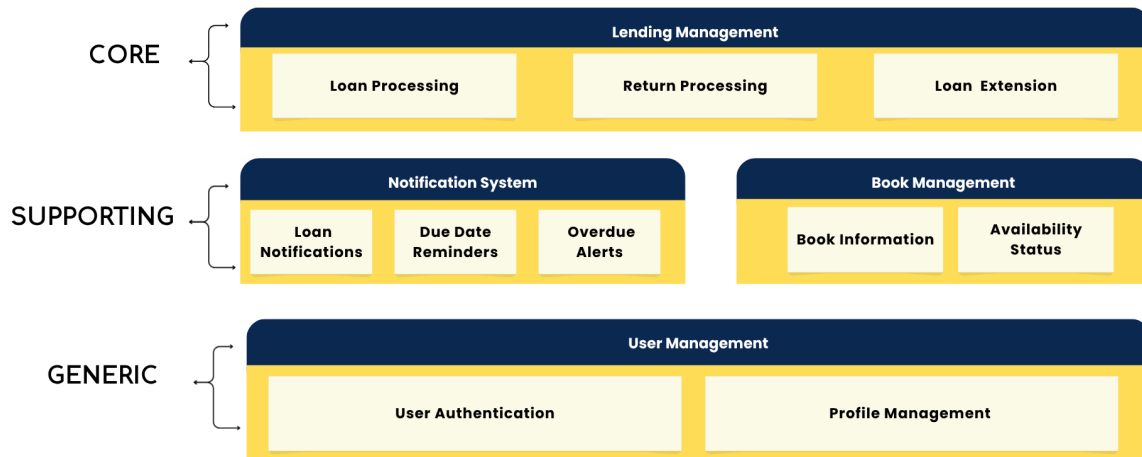 CORE
Lending Management
Loan Processing
Return Processing
Loan Extension
SUPPORTING
Notification System
Loan
Notifications
Due Date
Reminders
Overdue
Alerts
Book Management
Book Information
Availability
Status
GENERIC
User Management
User Authentication
Profile Management